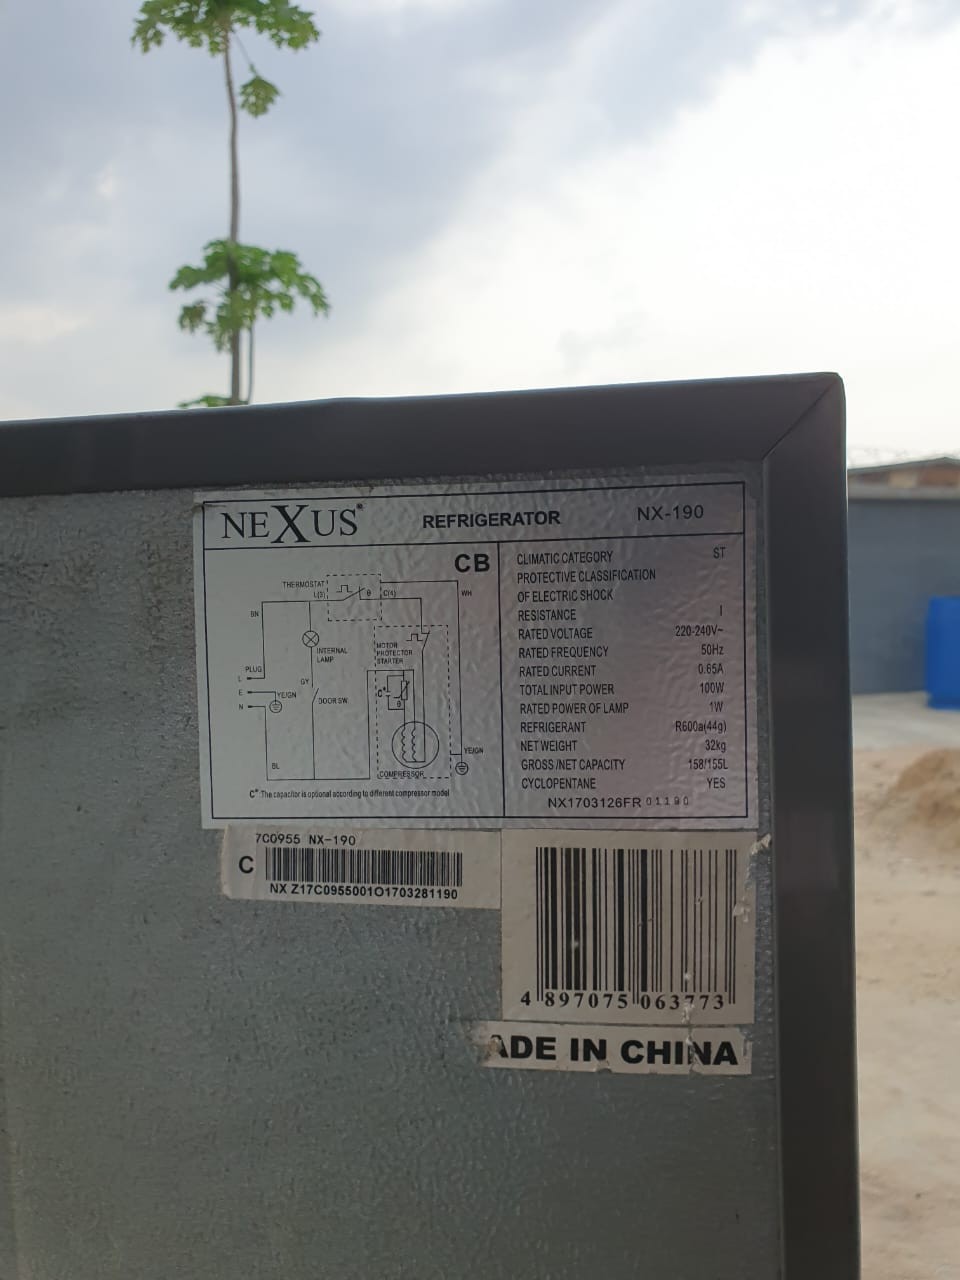 NEXUS® REFRIGERATOR NX-190
CB
THERMOSTAT
L(3) θ C(4)
BN
WH
INTERNAL
LAMP
MOTOR
PROTECTOR
STARTER
PLUG
L
E YE/GN
N
GY
DOOR SW
C*
θ
YE/GN
BL
COMPRESSOR
C* The capacitor is optional according to different compressor model
CLIMATIC CATEGORY ST
PROTECTIVE CLASSIFICATION
OF ELECTRIC SHOCK
RESISTANCE I
RATED VOLTAGE 220-240V~
RATED FREQUENCY 50Hz
RATED CURRENT 0.65A
TOTAL INPUT POWER 100W
RATED POWER OF LAMP 1W
REFRIGERANT R600a(44g)
NET WEIGHT 32kg
GROSS /NET CAPACITY 158/155L
CYCLOPENTANE YES
NX1703126FR 01190
7C0955 NX-190
C
NX Z17C0955001O1703281190
4 897075 063773
ADE IN CHINA